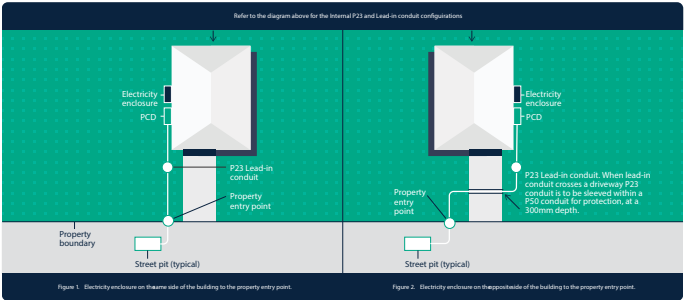 Refer to the diagram above for the Internal P23 and Lead-in conduit configuirations
Electricity
enclosure
PCD
P23 Lead-in
conduit
Property
entry point
Property
boundary
Street pit (typical)
Figure 1. Electricity enclosure on the same side of the building to the property entry point.
Electricity
enclosure
PCD
P23 Lead-in conduit. When lead-in
conduit crosses a driveway P23
conduit is to be sleeved within a
P50 conduit for protection, at a
300mm depth.
Property
entry
point
Street pit (typical)
Figure 2. Electricity enclosure on the opposite side of the building to the property entry point.